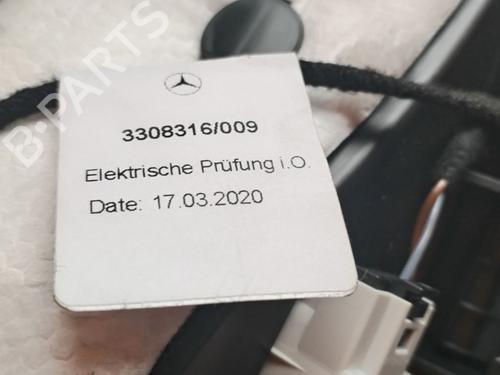 B-PARTS
3308316/009
Elektrische Prüfung i.O.
Date: 17.03.2020